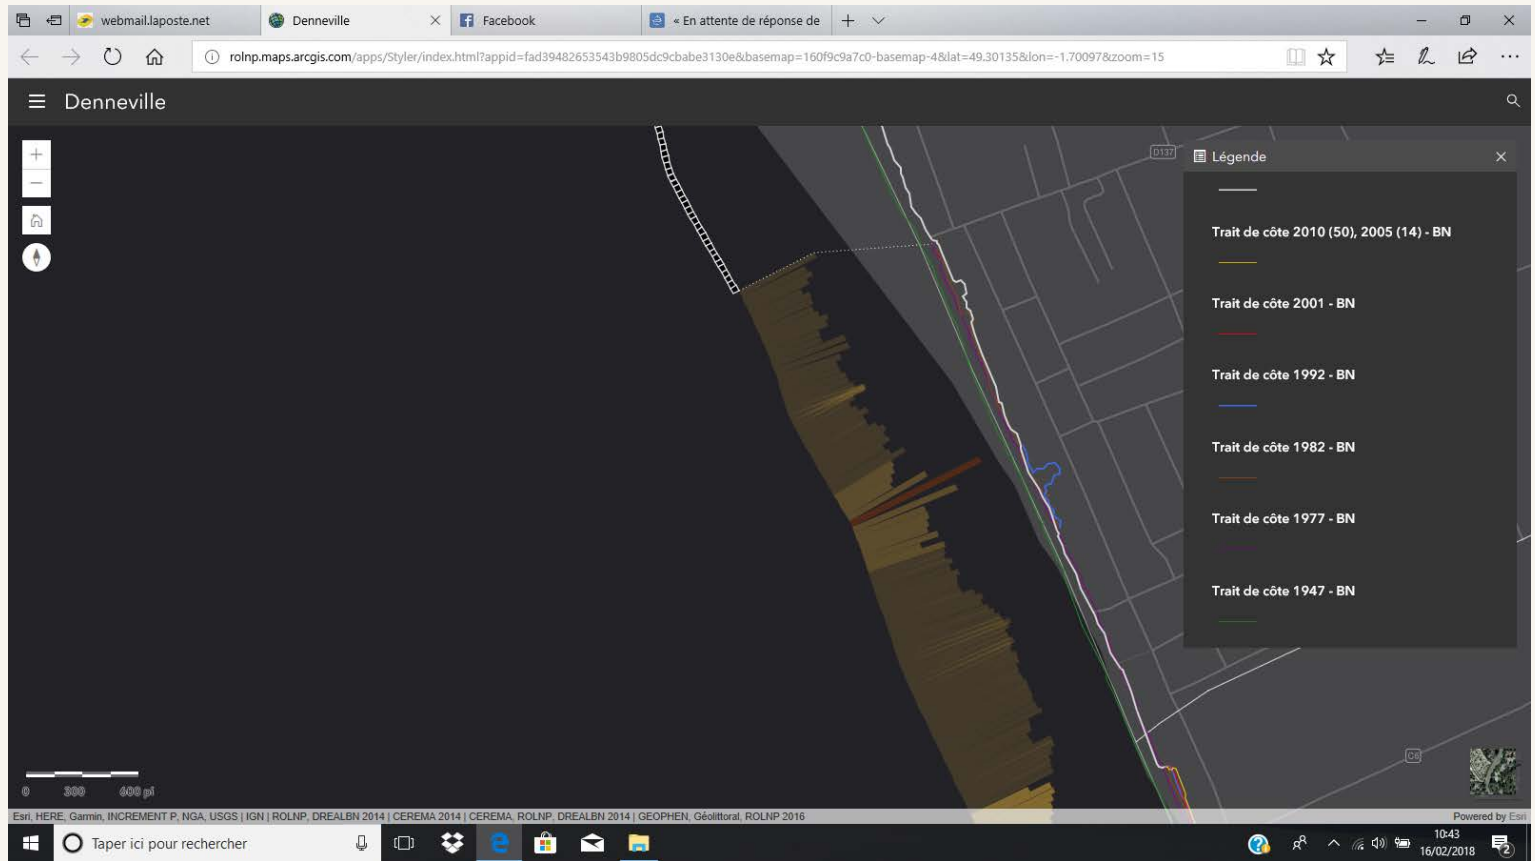 webmail.laposte.net
Denneville
Facebook
« En attente de réponse de
rolnp.maps.arcgis.com/apps/Styler/index.html?appid=fad39482653543b9805dc9cbabe3130e&basemap=160f9c9a7c0-basemap-4&lat=49.30135&lon=-1.70097&zoom=15
Denneville
D137
Légende
Trait de côte 2010 (50), 2005 (14) - BN
Trait de côte 2001 - BN
Trait de côte 1992 - BN
Trait de côte 1982 - BN
Trait de côte 1977 - BN
Trait de côte 1947 - BN
C6
0 300 600 pi
Esri, HERE, Garmin, INCREMENT P, NGA, USGS | IGN | ROLNP, DREALBN 2014 | CEREMA 2014 | CEREMA, ROLNP, DREALBN 2014 | GEOPHEN, Géolittoral, ROLNP 2016
Powered by Esri
Taper ici pour rechercher
10:43
16/02/2018
2